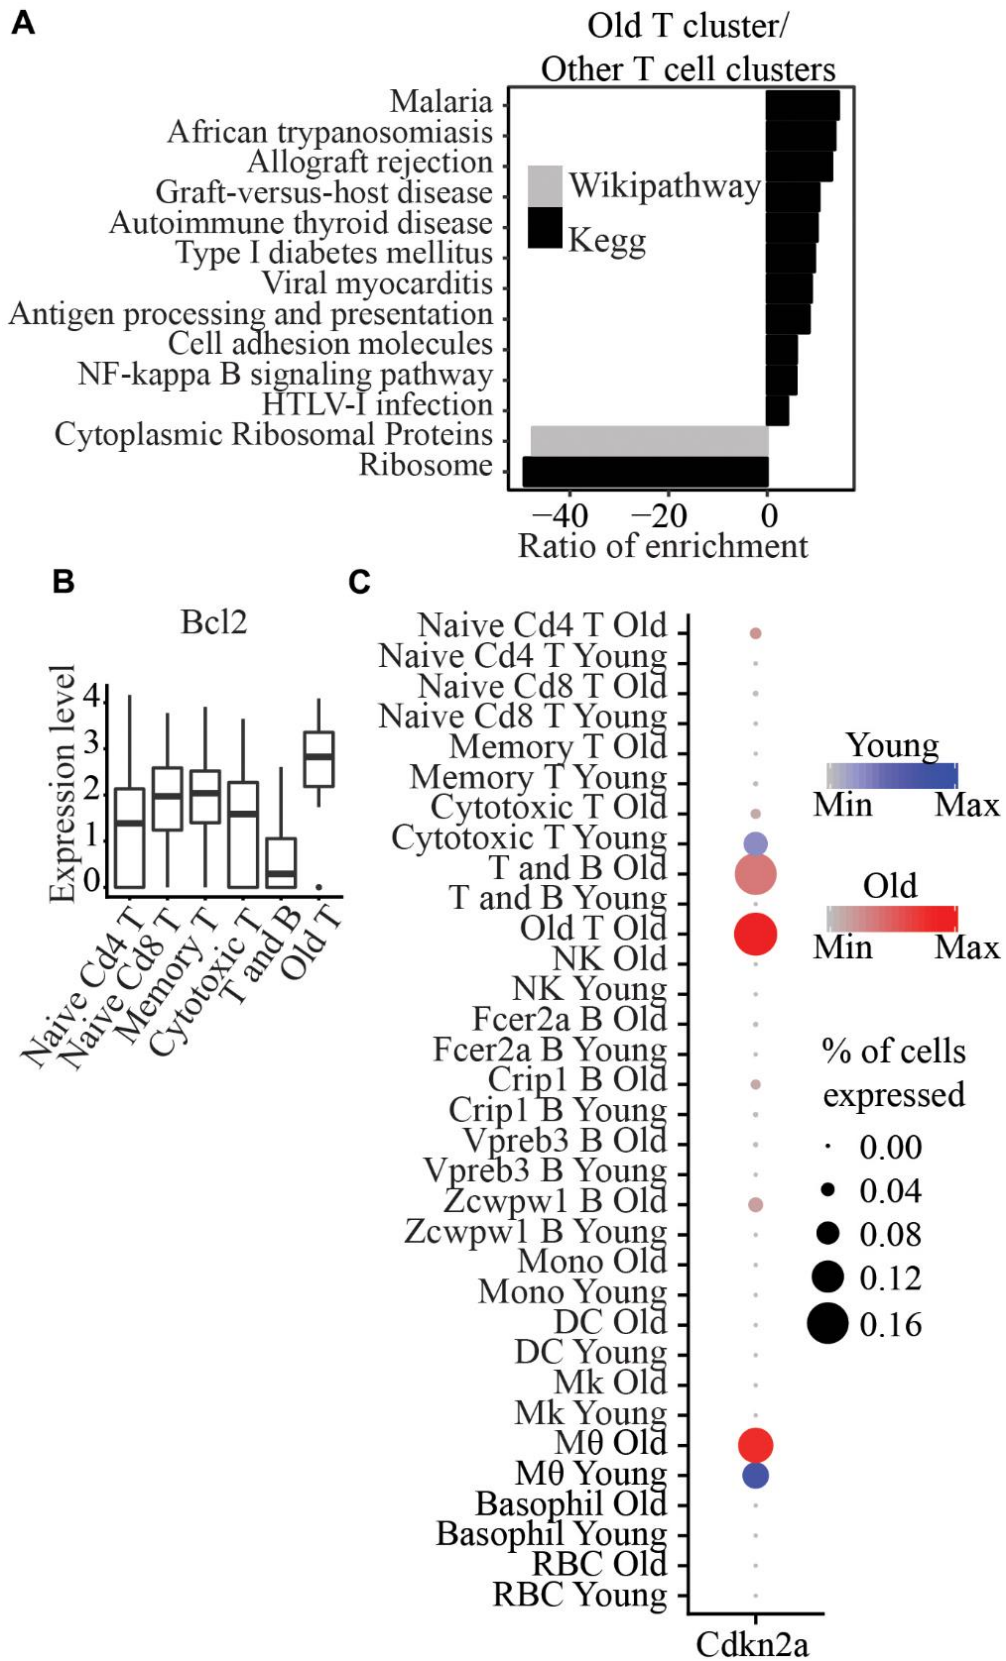 A
Old T cluster/
Other T cell clusters
Malaria
African trypanosomiasis
Allograft rejection
Graft-versus-host disease
Autoimmune thyroid disease
Type I diabetes mellitus
Viral myocarditis
Antigen processing and presentation
Cell adhesion molecules
NF-kappa B signaling pathway
HTLV-I infection
Cytoplasmic Ribosomal Proteins
Ribosome
Wikipathway
Kegg
−40 −20 0
Ratio of enrichment
B
Bcl2
Expression level
4
3
2
1
0
Naive Cd4 T
Naive Cd8 T
Memory T
Cytotoxic T
T and B
Old T
C
Naive Cd4 T Old
Naive Cd4 T Young
Naive Cd8 T Old
Naive Cd8 T Young
Memory T Old
Memory T Young
Cytotoxic T Old
Cytotoxic T Young
T and B Old
T and B Young
Old T Old
NK Old
NK Young
Fcer2a B Old
Fcer2a B Young
Crip1 B Old
Crip1 B Young
Vpreb3 B Old
Vpreb3 B Young
Zcwpw1 B Old
Zcwpw1 B Young
Mono Old
Mono Young
DC Old
DC Young
Mk Old
Mk Young
Mθ Old
Mθ Young
Basophil Old
Basophil Young
RBC Old
RBC Young
Cdkn2a
Young
Min Max
Old
Min Max
% of cells
expressed
0.00
0.04
0.08
0.12
0.16